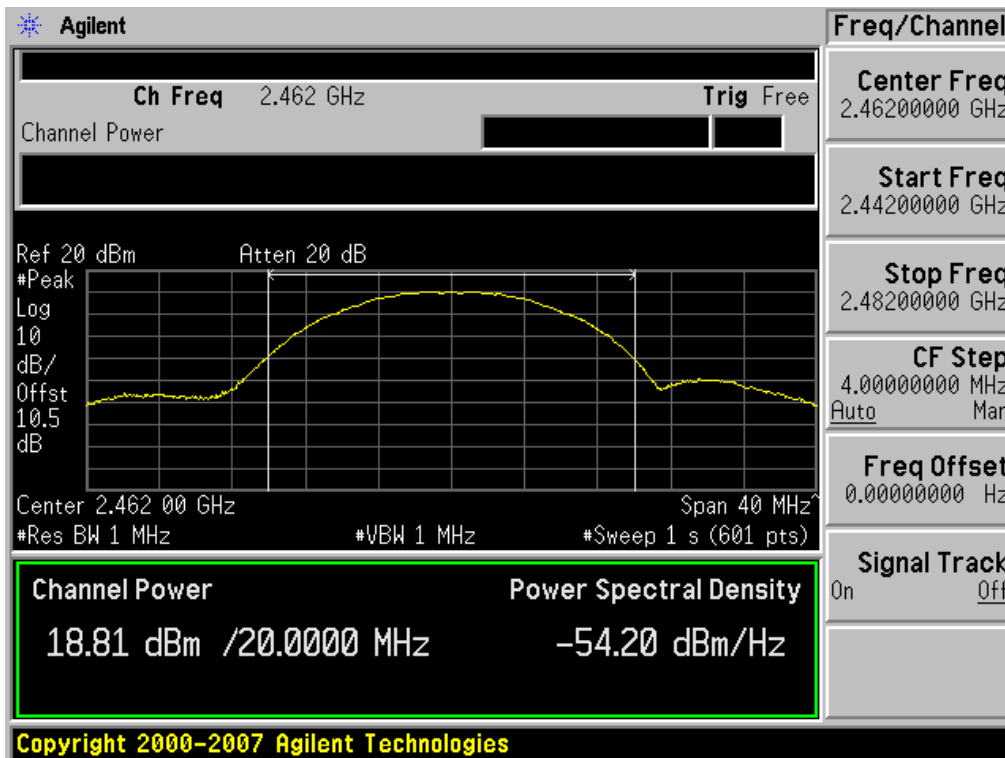 Agilent
Freq/Channel
Ch Freq 2.462 GHz
Trig Free
Channel Power
Ref 20 dBm
Atten 20 dB
#Peak
Log
10
dB/
Offst
10.5
dB
Center 2.462 00 GHz
Span 40 MHz^
#Res BW 1 MHz
#VBW 1 MHz
#Sweep 1 s (601 pts)
Channel Power
Power Spectral Density
18.81 dBm /20.0000 MHz
-54.20 dBm/Hz
Center Freq
2.46200000 GHz
Start Freq
2.44200000 GHz
Stop Freq
2.48200000 GHz
CF Step
4.00000000 MHz
Auto Man
Freq Offset
0.00000000 Hz
Signal Track
On Off
Copyright 2000-2007 Agilent Technologies